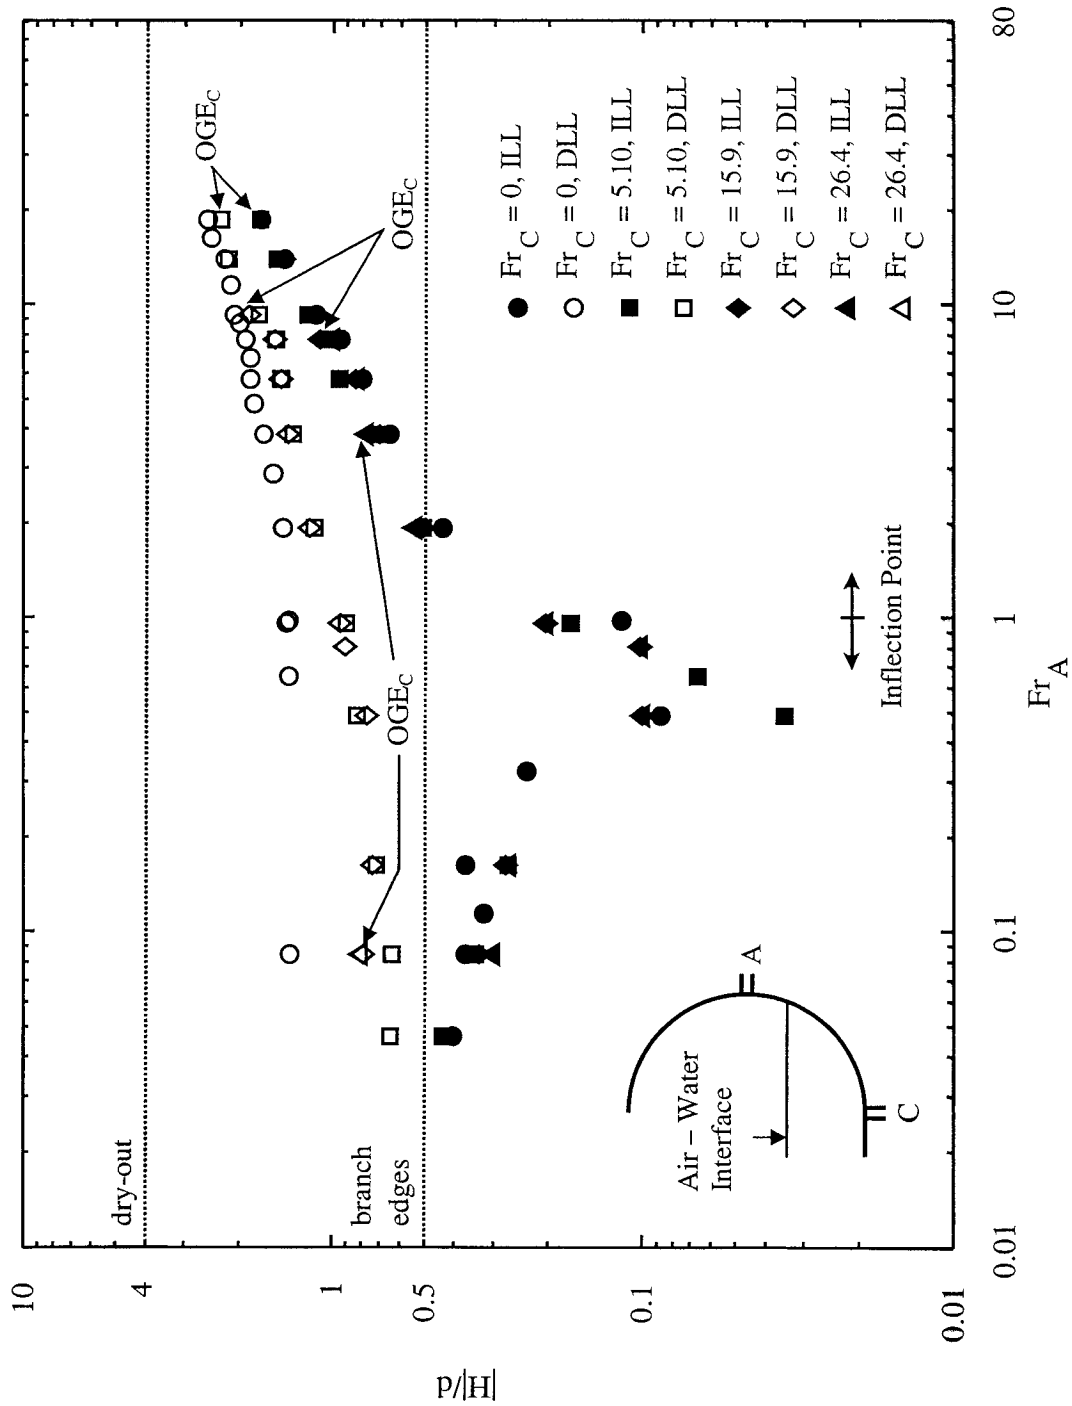 10
4
1
0.5
0.1
0.01
|H|/d
dry-out
branch
edges
OGE_C
OGE_C
OGE_C
Fr_C = 0, ILL
Fr_C = 0, DLL
Fr_C = 5.10, ILL
Fr_C = 5.10, DLL
Fr_C = 15.9, ILL
Fr_C = 15.9, DLL
Fr_C = 26.4, ILL
Fr_C = 26.4, DLL
Inflection Point
Air – Water
Interface
A
C
0.01
0.1
1
10
80
Fr_A